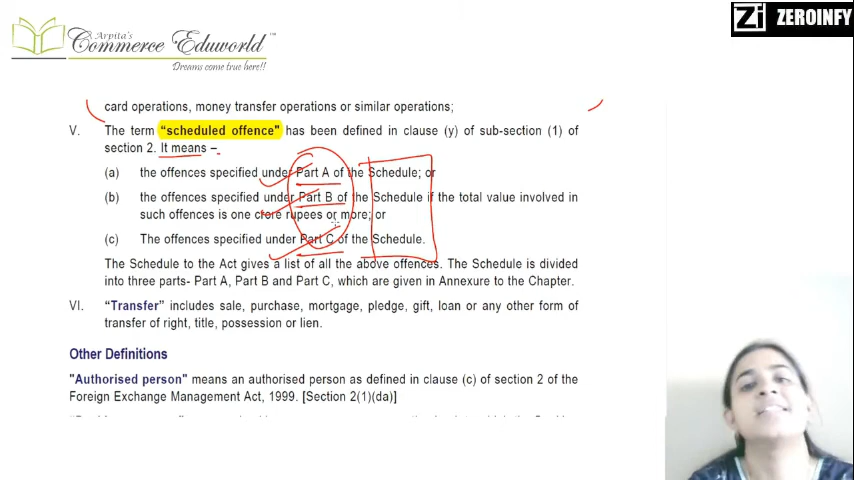 Arpita's
Commerce Eduworld™
Dreams come true here!!
Zi ZEROINFY
card operations, money transfer operations or similar operations;
V. The term "scheduled offence" has been defined in clause (y) of sub-section (1) of
section 2. It means –
(a) the offences specified under Part A of the Schedule; or
(b) the offences specified under Part B of the Schedule if the total value involved in
such offences is one crore rupees or more; or
(c) The offences specified under Part C of the Schedule.
The Schedule to the Act gives a list of all the above offences. The Schedule is divided
into three parts- Part A, Part B and Part C, which are given in Annexure to the Chapter.
VI. "Transfer" includes sale, purchase, mortgage, pledge, gift, loan or any other form of
transfer of right, title, possession or lien.
Other Definitions
"Authorised person" means an authorised person as defined in clause (c) of section 2 of the
Foreign Exchange Management Act, 1999. [Section 2(1)(da)]